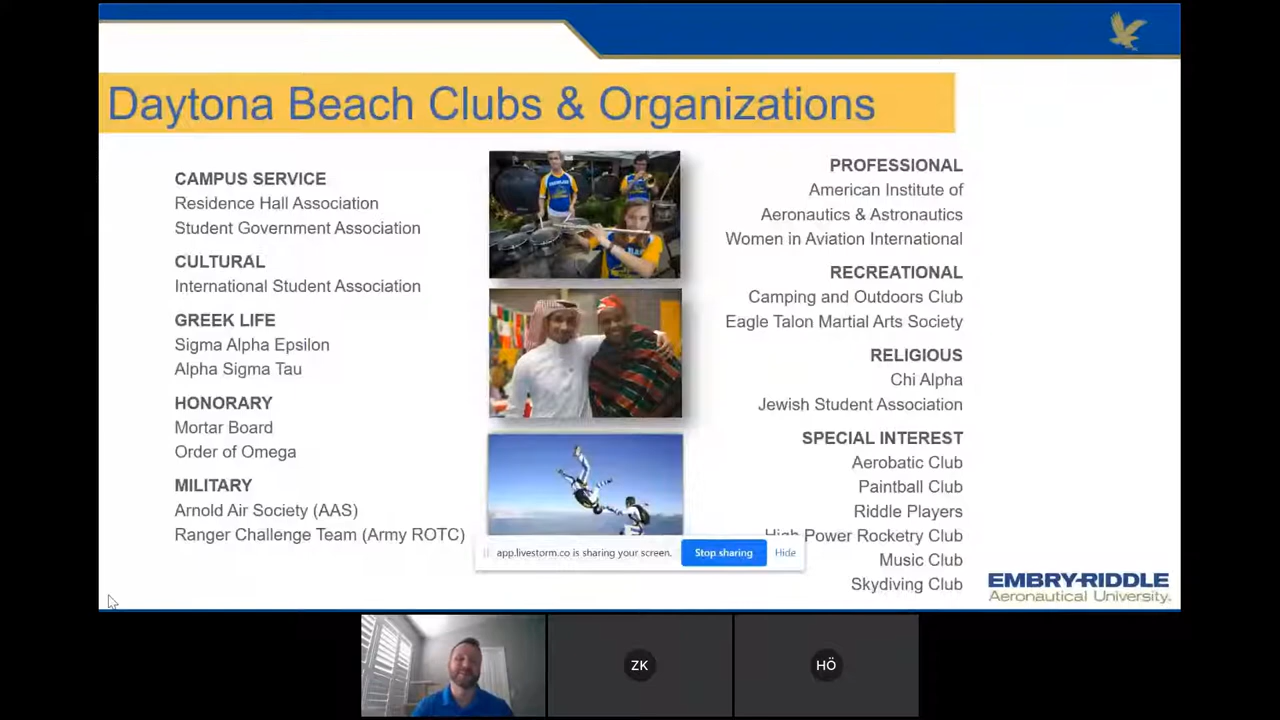 Daytona Beach Clubs & Organizations
CAMPUS SERVICE
Residence Hall Association
Student Government Association
CULTURAL
International Student Association
GREEK LIFE
Sigma Alpha Epsilon
Alpha Sigma Tau
HONORARY
Mortar Board
Order of Omega
MILITARY
Arnold Air Society (AAS)
Ranger Challenge Team (Army ROTC)
PROFESSIONAL
American Institute of
Aeronautics & Astronautics
Women in Aviation International
RECREATIONAL
Camping and Outdoors Club
Eagle Talon Martial Arts Society
RELIGIOUS
Chi Alpha
Jewish Student Association
SPECIAL INTEREST
Aerobatic Club
Paintball Club
Riddle Players
High Power Rocketry Club
Music Club
Skydiving Club
app.livestorm.co is sharing your screen.
Stop sharing
Hide
EMBRY-RIDDLE
Aeronautical University.
ZK
HÖ